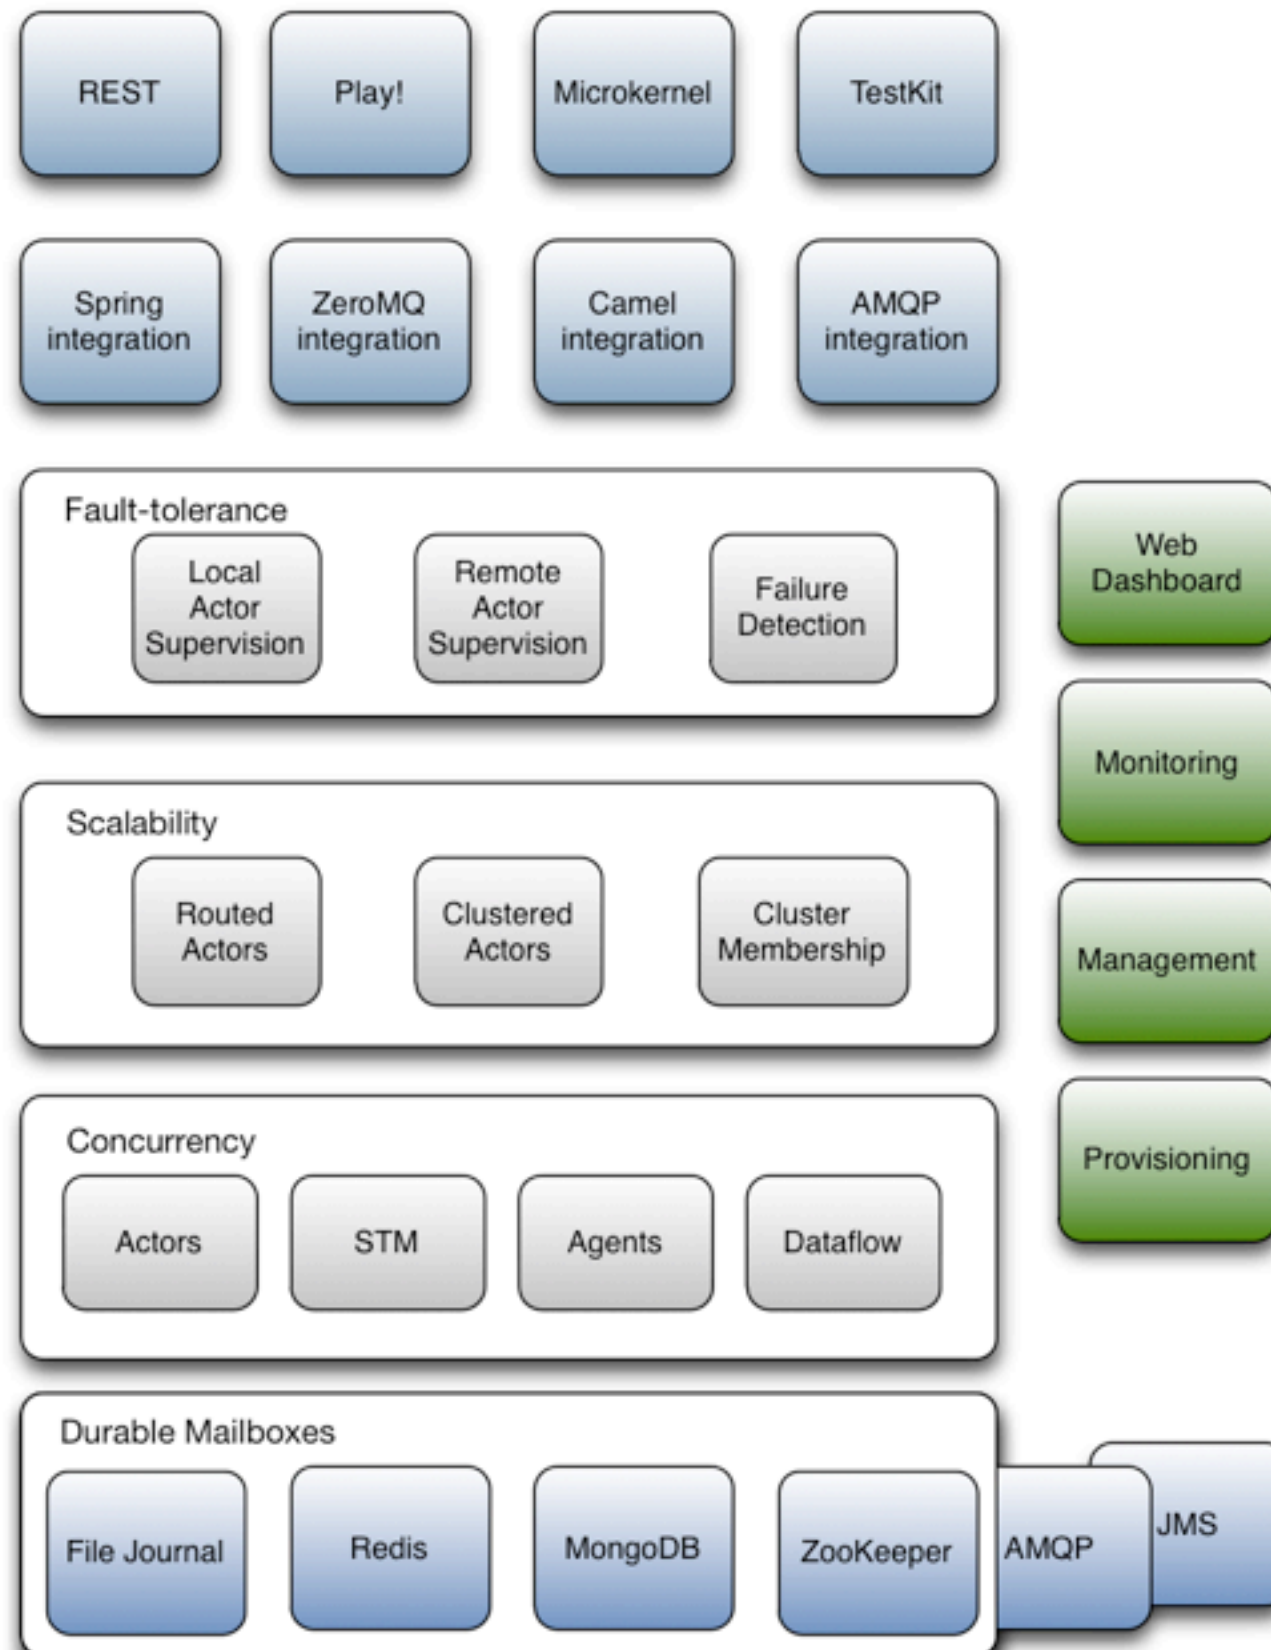 REST
Play!
Microkernel
TestKit
Spring
integration
ZeroMQ
integration
Camel
integration
AMQP
integration
Fault-tolerance
Local
Actor
Supervision
Remote
Actor
Supervision
Failure
Detection
Web
Dashboard
Monitoring
Scalability
Routed
Actors
Clustered
Actors
Cluster
Membership
Management
Concurrency
Actors
STM
Agents
Dataflow
Provisioning
Durable Mailboxes
File Journal
Redis
MongoDB
ZooKeeper
AMQP
JMS